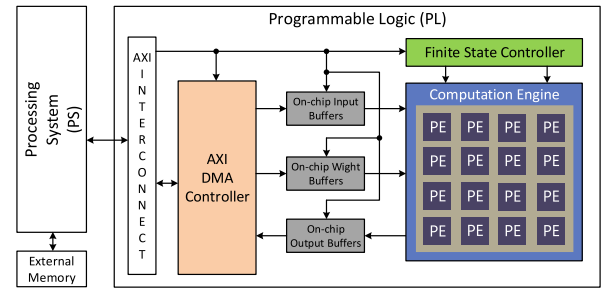 Programmable Logic (PL)
Processing
System
(PS)
External
Memory
AXI
INTERCONNECT
AXI
DMA
Controller
On-chip Input
Buffers
On-chip Wight
Buffers
On-chip
Output Buffers
Finite State Controller
Computation Engine
PE PE PE PE
PE PE PE PE
PE PE PE PE
PE PE PE PE